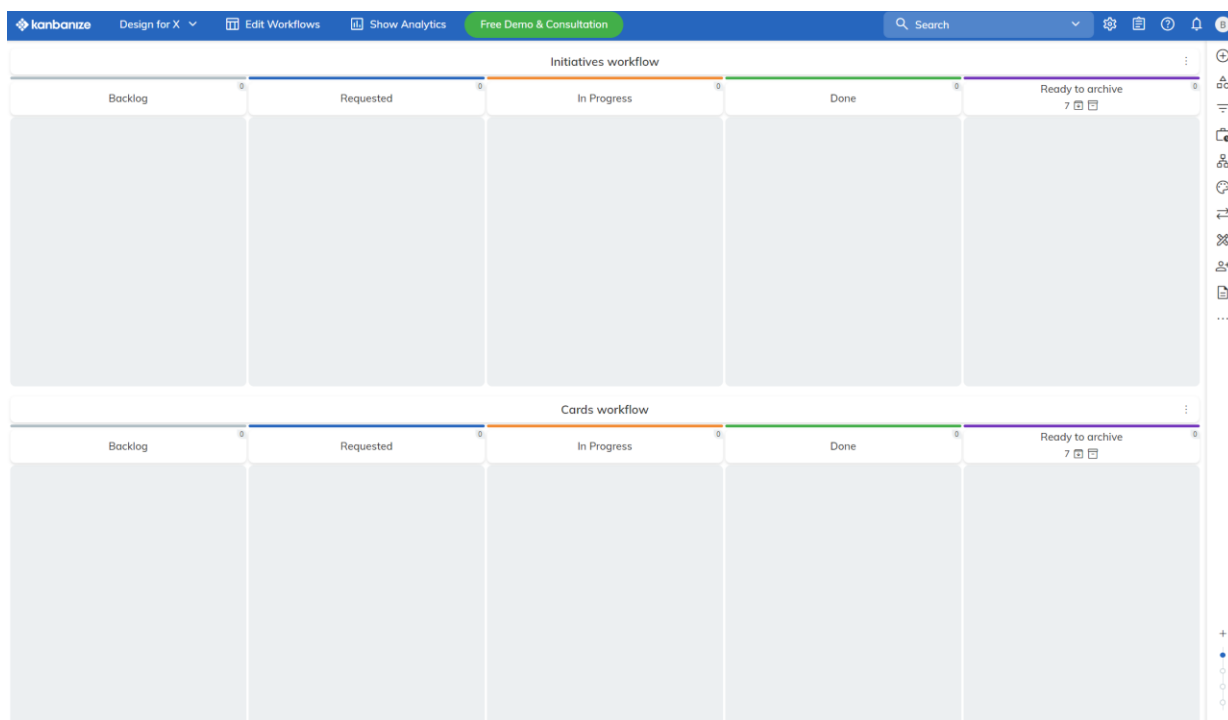 kanbanize Design for X Edit Workflows Show Analytics Free Demo & Consultation Search B
Initiatives workflow
Backlog 0 Requested 0 In Progress 0 Done 0 Ready to archive 0
7
Cards workflow
Backlog 0 Requested 0 In Progress 0 Done 0 Ready to archive 0
7